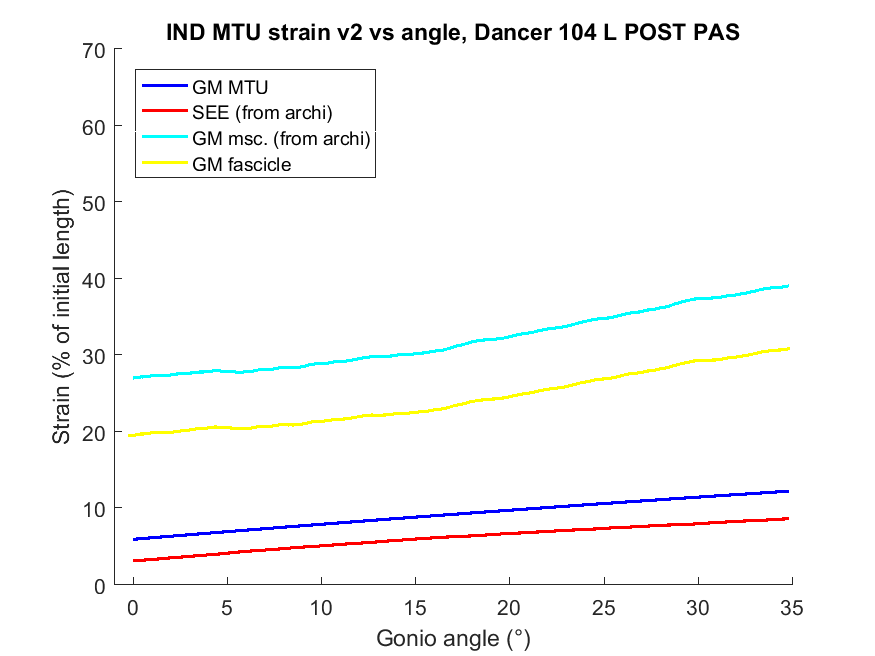 IND MTU strain v2 vs angle, Dancer 104 L POST PAS
70
60
50
40
30
20
10
0
Strain (% of initial length)
GM MTU
SEE (from archi)
GM msc. (from archi)
GM fascicle
0 5 10 15 20 25 30 35
Gonio angle (°)